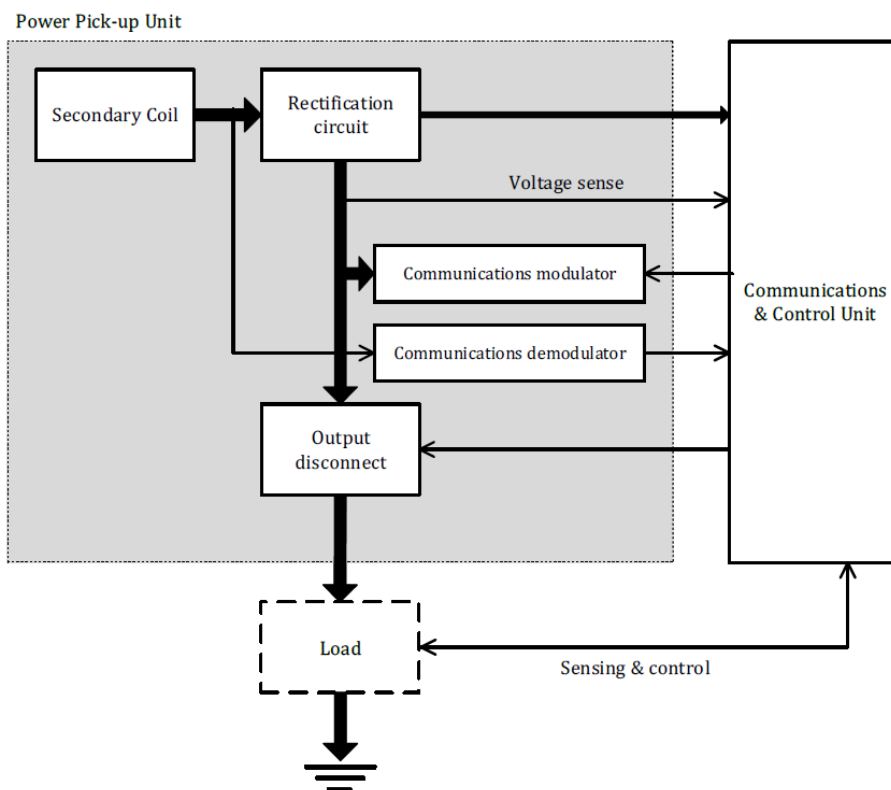 Power Pick-up Unit
Secondary Coil
Rectification
circuit
Voltage sense
Communications modulator
Communications
& Control Unit
Communications demodulator
Output
disconnect
Load
Sensing & control